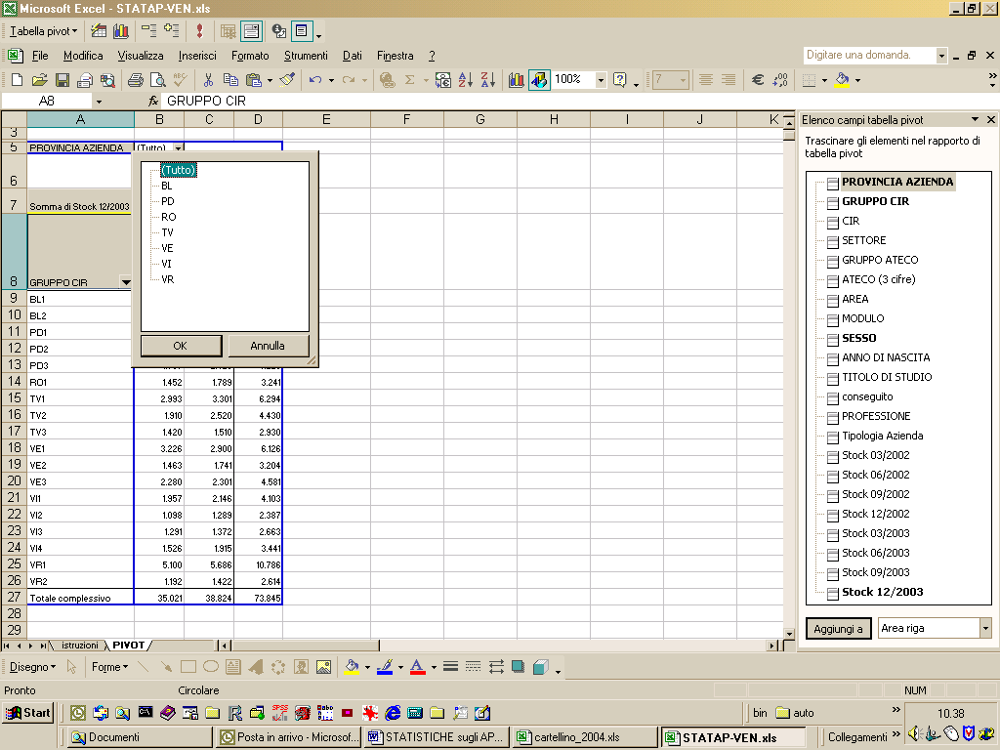 Microsoft Excel - STATAP-VEN.xls
Tabella pivot
File Modifica Visualizza Inserisci Formato Strumenti Dati Finestra ?
Digitare una domanda.
100%
7
A8 fx GRUPPO CIR
A B C D E F G H I J K
3
5 PROVINCIA AZIENDA (Tutto)
6
7 Somma di Stock 12/2003
8 GRUPPO CIR
(Tutto)
BL
PD
RO
TV
VE
VI
VR
OK Annulla
9 BL1
10 BL2
11 PD1
12 PD2
13 PD3
14 RO1 1.452 1.789 3.241
15 TV1 2.993 3.301 6.294
16 TV2 1.910 2.520 4.430
17 TV3 1.420 1.510 2.930
18 VE1 3.226 2.900 6.126
19 VE2 1.463 1.741 3.204
20 VE3 2.280 2.301 4.581
21 VI1 1.957 2.146 4.103
22 VI2 1.098 1.289 2.387
23 VI3 1.291 1.372 2.663
24 VI4 1.526 1.915 3.441
25 VR1 5.100 5.686 10.786
26 VR2 1.192 1.422 2.614
27 Totale complessivo 35.021 38.824 73.845
28
29
istruzioni PIVOT
Elenco campi tabella pivot
Trascinare gli elementi nel rapporto di
tabella pivot
PROVINCIA AZIENDA
GRUPPO CIR
CIR
SETTORE
GRUPPO ATECO
ATECO (3 cifre)
AREA
MODULO
SESSO
ANNO DI NASCITA
TITOLO DI STUDIO
conseguito
PROFESSIONE
Tipologia Azienda
Stock 03/2002
Stock 06/2002
Stock 09/2002
Stock 12/2002
Stock 03/2003
Stock 06/2003
Stock 09/2003
Stock 12/2003
Aggiungi a Area riga
Disegno Forme
Pronto Circolare NUM
Start bin auto 10.38
Documenti Posta in arrivo - Microsof... STATISTICHE sugli AP... cartellino_2004.xls STATAP-VEN.xls Collegamenti